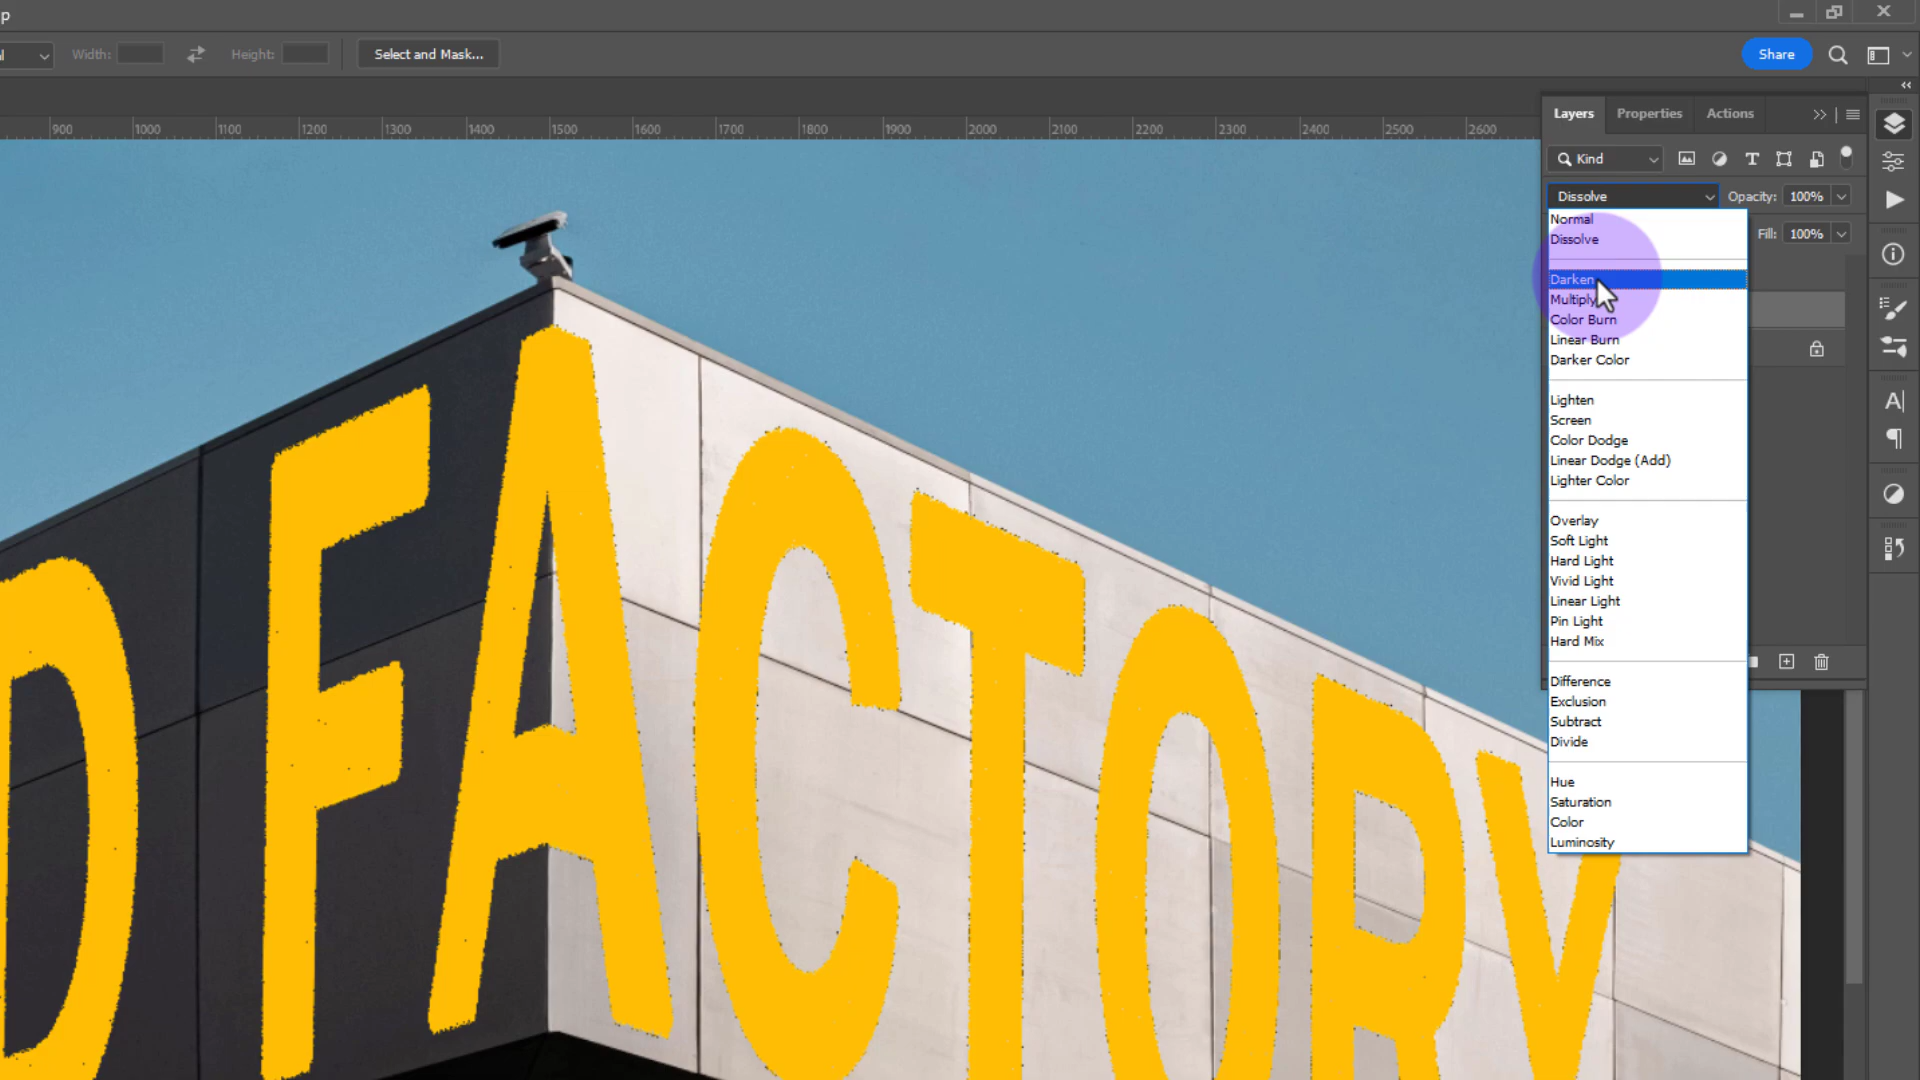 p
al Width: Height: Select and Mask... Share
Layers Properties Actions
900 1000 1100 1200 1300 1400 1500 1600 1700 1800 1900 2000 2100 2200 2300 2400 2500 2600
Kind
Dissolve Opacity: 100%
Normal
Dissolve
Fill: 100%
Darken
Multiply
Color Burn
Linear Burn
Darker Color
Lighten
Screen
Color Dodge
Linear Dodge (Add)
Lighter Color
Overlay
Soft Light
Hard Light
Vivid Light
Linear Light
Pin Light
Hard Mix
Difference
Exclusion
Subtract
Divide
Hue
Saturation
Color
Luminosity
D FACTORY